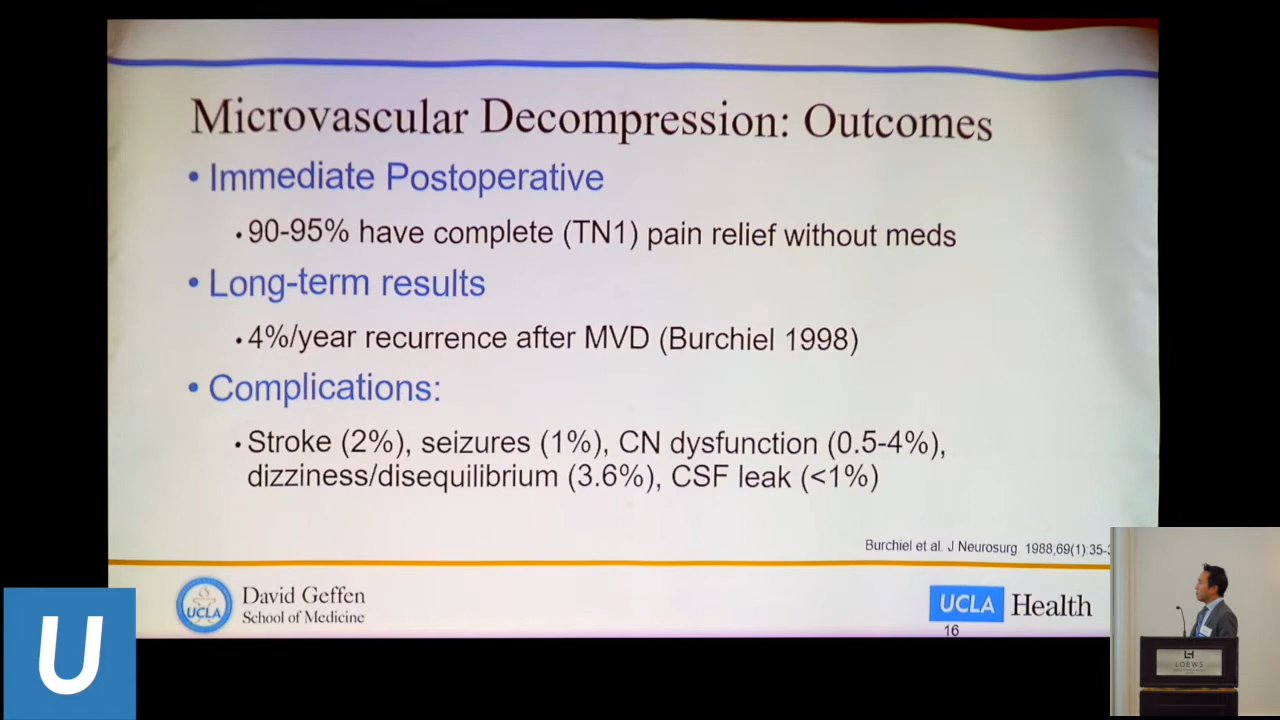 Microvascular Decompression: Outcomes
• Immediate Postoperative
• 90-95% have complete (TN1) pain relief without meds
• Long-term results
• 4%/year recurrence after MVD (Burchiel 1998)
• Complications:
• Stroke (2%), seizures (1%), CN dysfunction (0.5-4%),
dizziness/disequilibrium (3.6%), CSF leak (<1%)
Burchiel et al. J Neurosurg. 1988;69(1):35-
UCLA
David Geffen
School of Medicine
UCLA Health
16
U
LOEWS